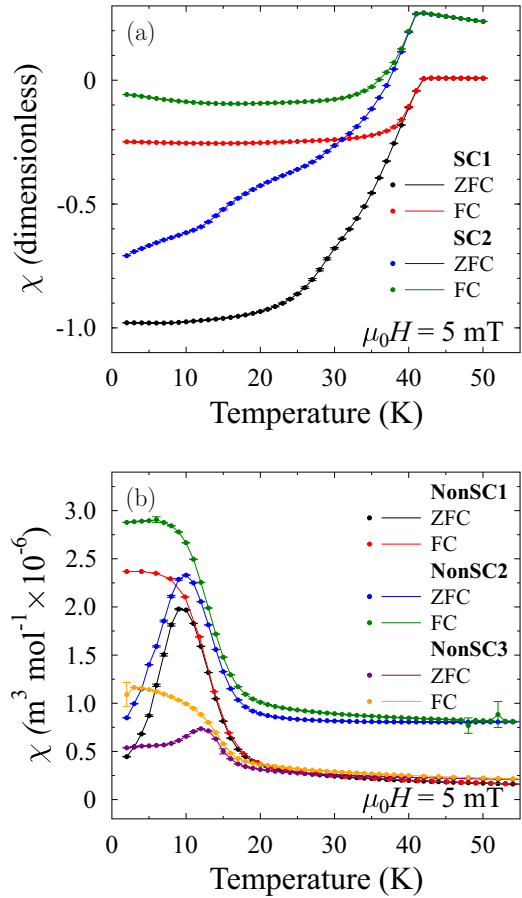 (a)
χ (dimensionless)
0
-0.5
-1.0
SC1
ZFC
FC
SC2
ZFC
FC
μ₀H = 5 mT
0 10 20 30 40 50
Temperature (K)
(b)
χ (m³ mol⁻¹ ×10⁻⁶)
3.0
2.5
2.0
1.5
1.0
0.5
0
NonSC1
ZFC
FC
NonSC2
ZFC
FC
NonSC3
ZFC
FC
μ₀H = 5 mT
0 10 20 30 40 50
Temperature (K)